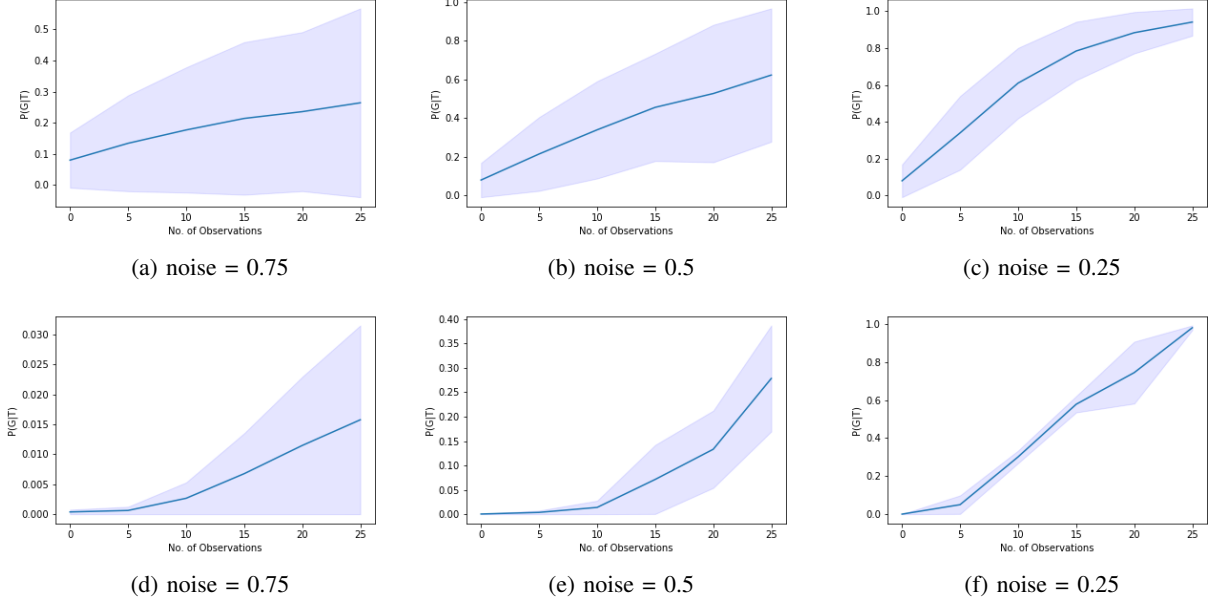 0.5
0.4
0.3
0.2
0.1
0.0
P(G|T)
0 5 10 15 20 25
No. of Observations
(a) noise = 0.75
1.0
0.8
0.6
0.4
0.2
0.0
P(G|T)
0 5 10 15 20 25
No. of Observations
(b) noise = 0.5
1.0
0.8
0.6
0.4
0.2
0.0
P(G|T)
0 5 10 15 20 25
No. of Observations
(c) noise = 0.25
0.030
0.025
0.020
0.015
0.010
0.005
0.000
P(G|T)
0 5 10 15 20 25
No. of Observations
(d) noise = 0.75
0.40
0.35
0.30
0.25
0.20
0.15
0.10
0.05
0.00
P(G|T)
0 5 10 15 20 25
No. of Observations
(e) noise = 0.5
1.0
0.8
0.6
0.4
0.2
0.0
P(G|T)
0 5 10 15 20 25
No. of Observations
(f) noise = 0.25